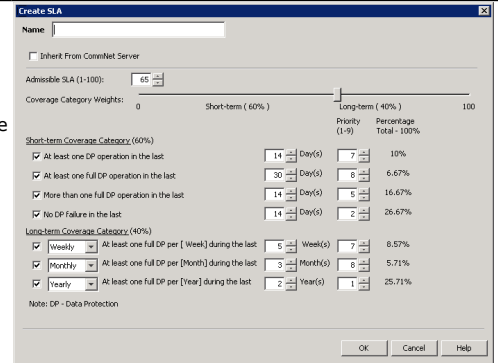 Create SLA
Name
Inherit From CommNet Server
Admissible SLA (1-100): 65
Coverage Category Weights: 0 Short-term ( 60% ) Long-term ( 40% ) 100
Priority (1-9) Percentage Total - 100%
Short-term Coverage Category (60%)
At least one DP operation in the last 14 Day(s) 7 10%
At least one full DP operation in the last 30 Day(s) 8 6.67%
More than one full DP operation in the last 14 Day(s) 5 16.67%
No DP failure in the last 14 Day(s) 2 26.67%
Long-term Coverage Category (40%)
Weekly At least one full DP per [ Week] during the last 5 Week(s) 7 8.57%
Monthly At least one full DP per [Month] during the last 3 Month(s) 8 5.71%
Yearly At least one full DP per [Year] during the last 2 Year(s) 1 25.71%
Note: DP - Data Protection
OK Cancel Help